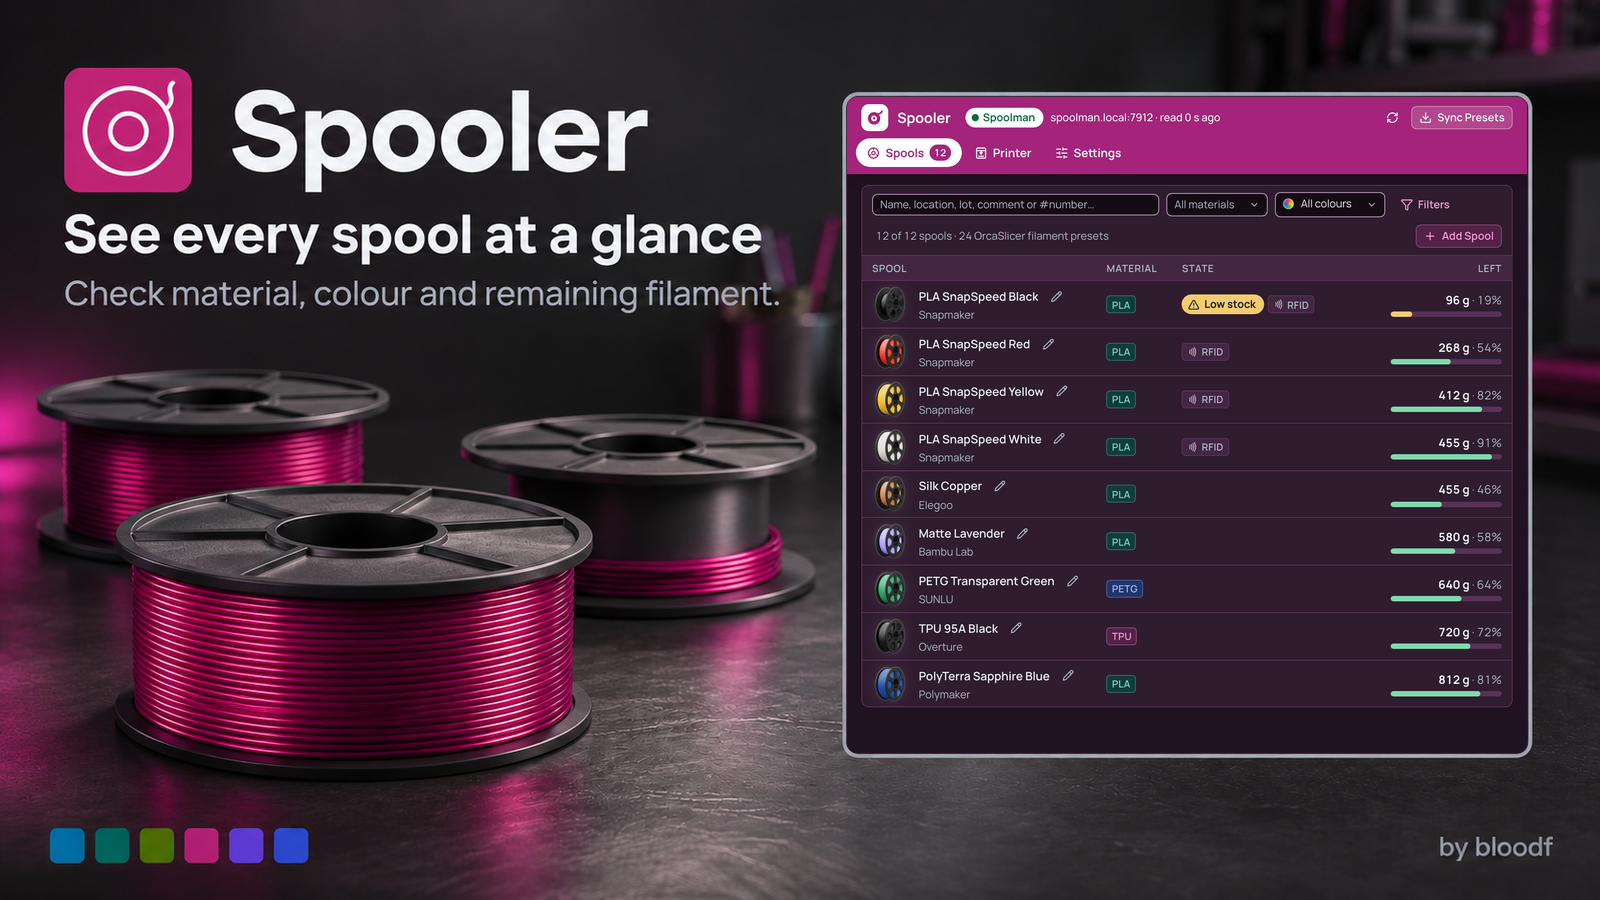 Spooler
See every spool at a glance
Check material, colour and remaining filament.
Spooler
Spoolman
spoolman.local:7912 · read 0 s ago
Sync Presets
Spools 12
Printer
Settings
Name, location, lot, comment or #number...
All materials
All colours
Filters
12 of 12 spools · 24 OrcaSlicer filament presets
+ Add Spool
SPOOL MATERIAL STATE LEFT
PLA SnapSpeed Black
Snapmaker
PLA
Low stock
RFID
96 g · 19%
PLA SnapSpeed Red
Snapmaker
PLA
RFID
268 g · 54%
PLA SnapSpeed Yellow
Snapmaker
PLA
RFID
412 g · 82%
PLA SnapSpeed White
Snapmaker
PLA
RFID
455 g · 91%
Silk Copper
Elegoo
PLA
455 g · 46%
Matte Lavender
Bambu Lab
PLA
580 g · 58%
PETG Transparent Green
SUNLU
PETG
640 g · 64%
TPU 95A Black
Overture
TPU
720 g · 72%
PolyTerra Sapphire Blue
Polymaker
PLA
812 g · 81%
by bloodf